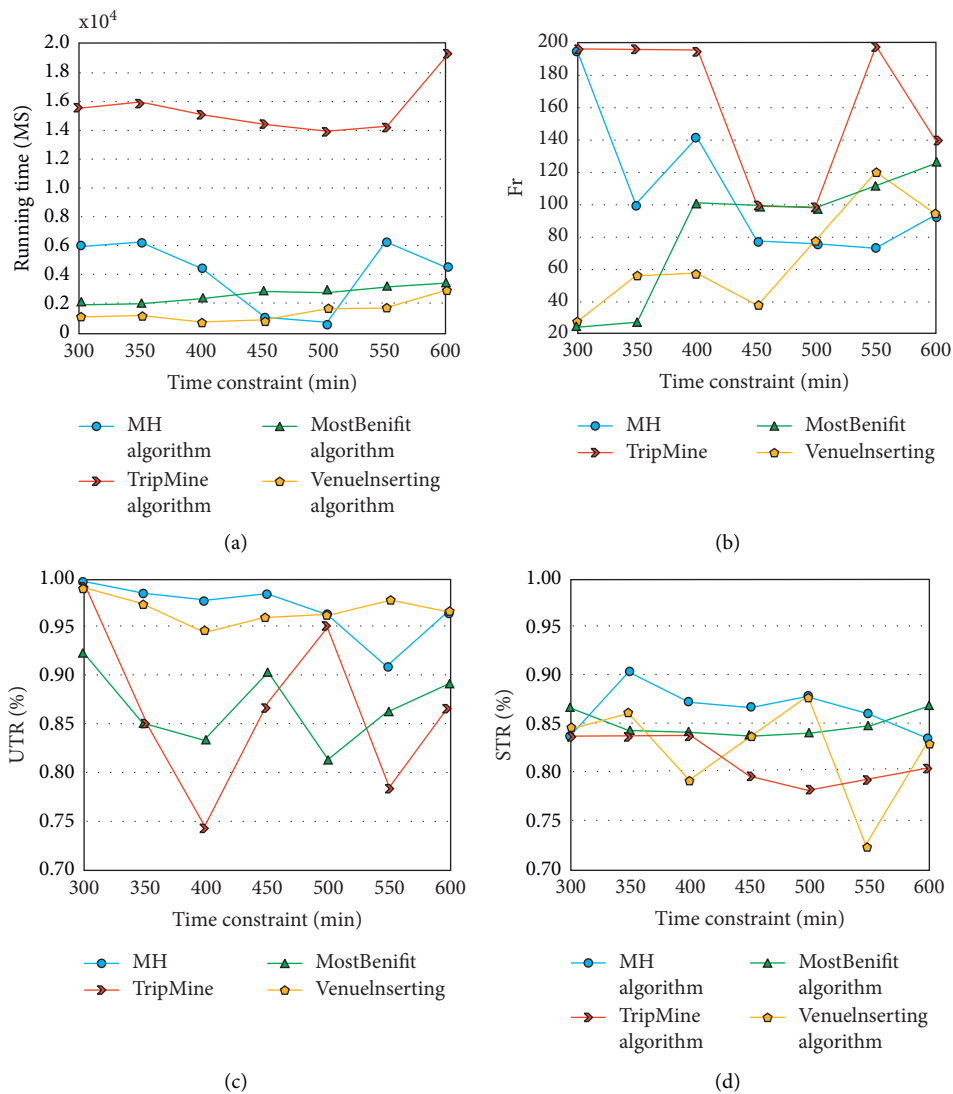 x10⁴
2.0
1.8
1.6
1.4
1.2
1.0
0.8
0.6
0.4
0.2
0
Running time (MS)
300 350 400 450 500 550 600
Time constraint (min)
MH algorithm
MostBenifit algorithm
TripMine algorithm
VenueInserting algorithm
(a)
200
180
160
140
120
100
80
60
40
20
Fr
300 350 400 450 500 550 600
Time constraint (min)
MH
MostBenifit
TripMine
VenueInserting
(b)
1.00
0.95
0.90
0.85
0.80
0.75
0.70
UTR (%)
300 350 400 450 500 550 600
Time constraint (min)
MH
MostBenifit
TripMine
VenueInserting
(c)
1.00
0.95
0.90
0.85
0.80
0.75
0.70
STR (%)
300 350 400 450 500 550 600
Time constraint (min)
MH
algorithm
MostBenifit
algorithm
TripMine
algorithm
VenueInserting
algorithm
(d)